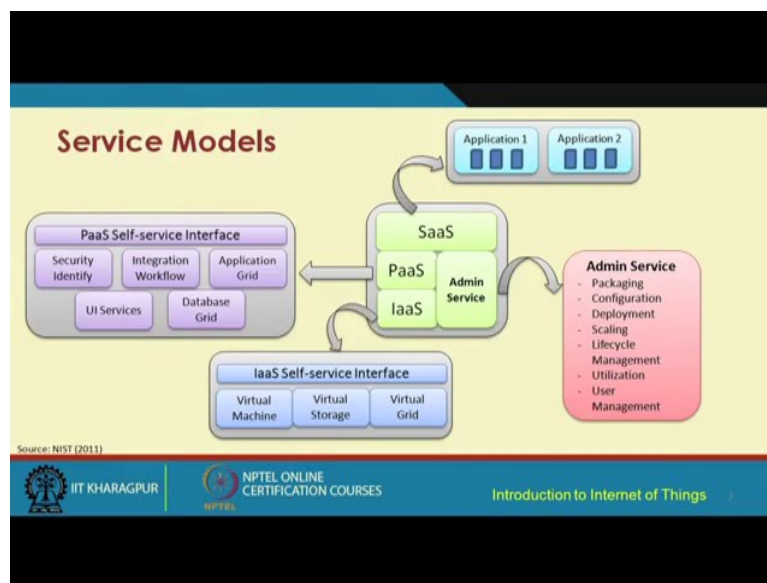 Service Models
Application 1
Application 2
PaaS Self-service Interface
Security
Identify
Integration
Workflow
Application
Grid
UI Services
Database
Grid
SaaS
PaaS
IaaS
Admin
Service
Admin Service
- Packaging
- Configuration
- Deployment
- Scaling
- Lifecycle
Management
- Utilization
- User
Management
IaaS Self-service Interface
Virtual
Machine
Virtual
Storage
Virtual
Grid
Source: NIST (2011)
IIT KHARAGPUR
NPTEL
NPTEL ONLINE
CERTIFICATION COURSES
Introduction to Internet of Things